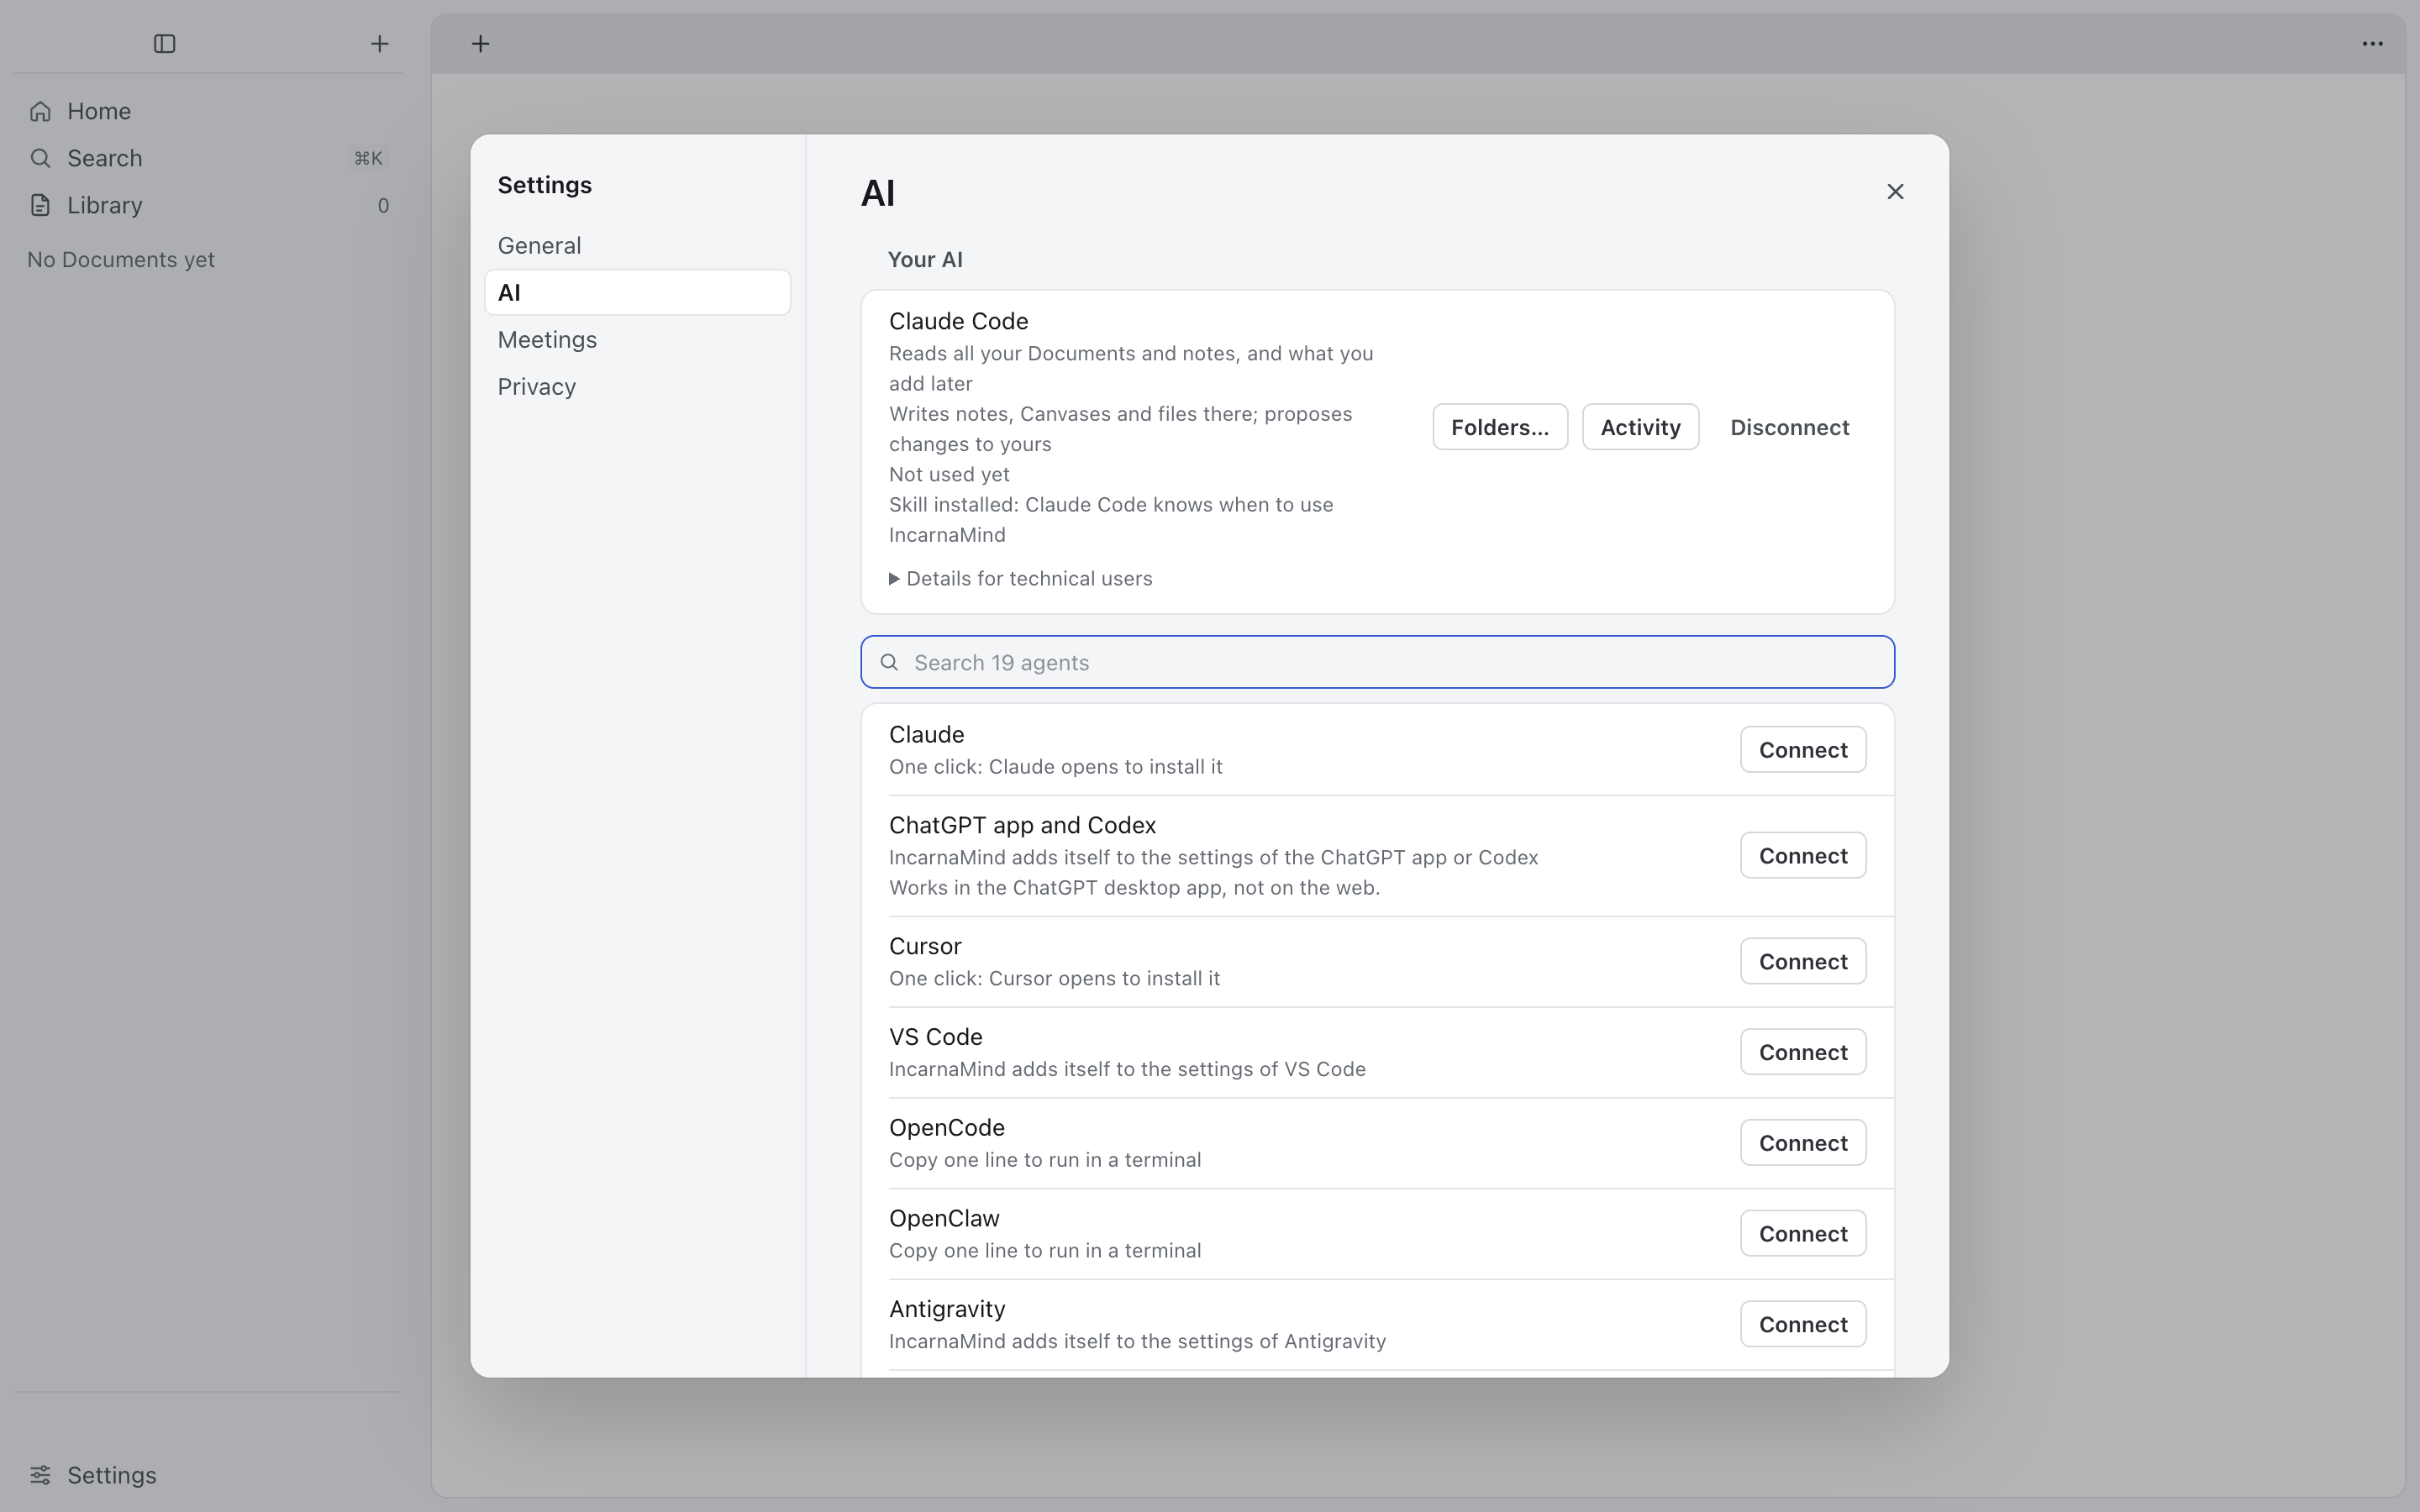 Home
Search ⌘K
Library 0
No Documents yet
Settings
Settings
General
AI
Meetings
Privacy
AI
Your AI
Claude Code
Reads all your Documents and notes, and what you
add later
Writes notes, Canvases and files there; proposes
changes to yours
Not used yet
Skill installed: Claude Code knows when to use
IncarnaMind
Folders... Activity Disconnect
Details for technical users
Search 19 agents
Claude
One click: Claude opens to install it
Connect
ChatGPT app and Codex
IncarnaMind adds itself to the settings of the ChatGPT app or Codex
Works in the ChatGPT desktop app, not on the web.
Connect
Cursor
One click: Cursor opens to install it
Connect
VS Code
IncarnaMind adds itself to the settings of VS Code
Connect
OpenCode
Copy one line to run in a terminal
Connect
OpenClaw
Copy one line to run in a terminal
Connect
Antigravity
IncarnaMind adds itself to the settings of Antigravity
Connect